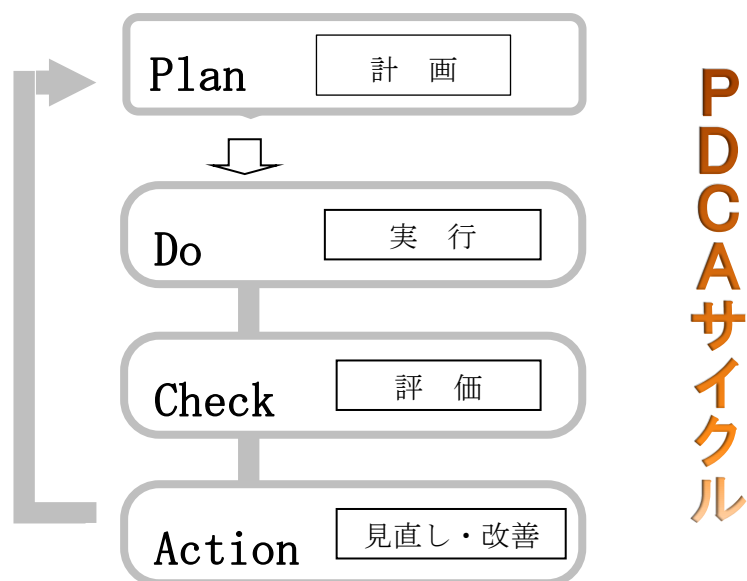 Plan
計　画
Do
実　行
Check
評　価
Action
見直し・改善
PDCAサイクル